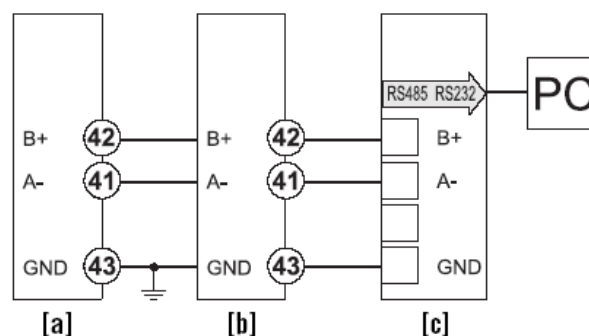 RS485 RS232
PC
B+ 42 B+ 42 B+
A- 41 A- 41 A-
GND 43 GND 43 GND
[a] [b] [c]